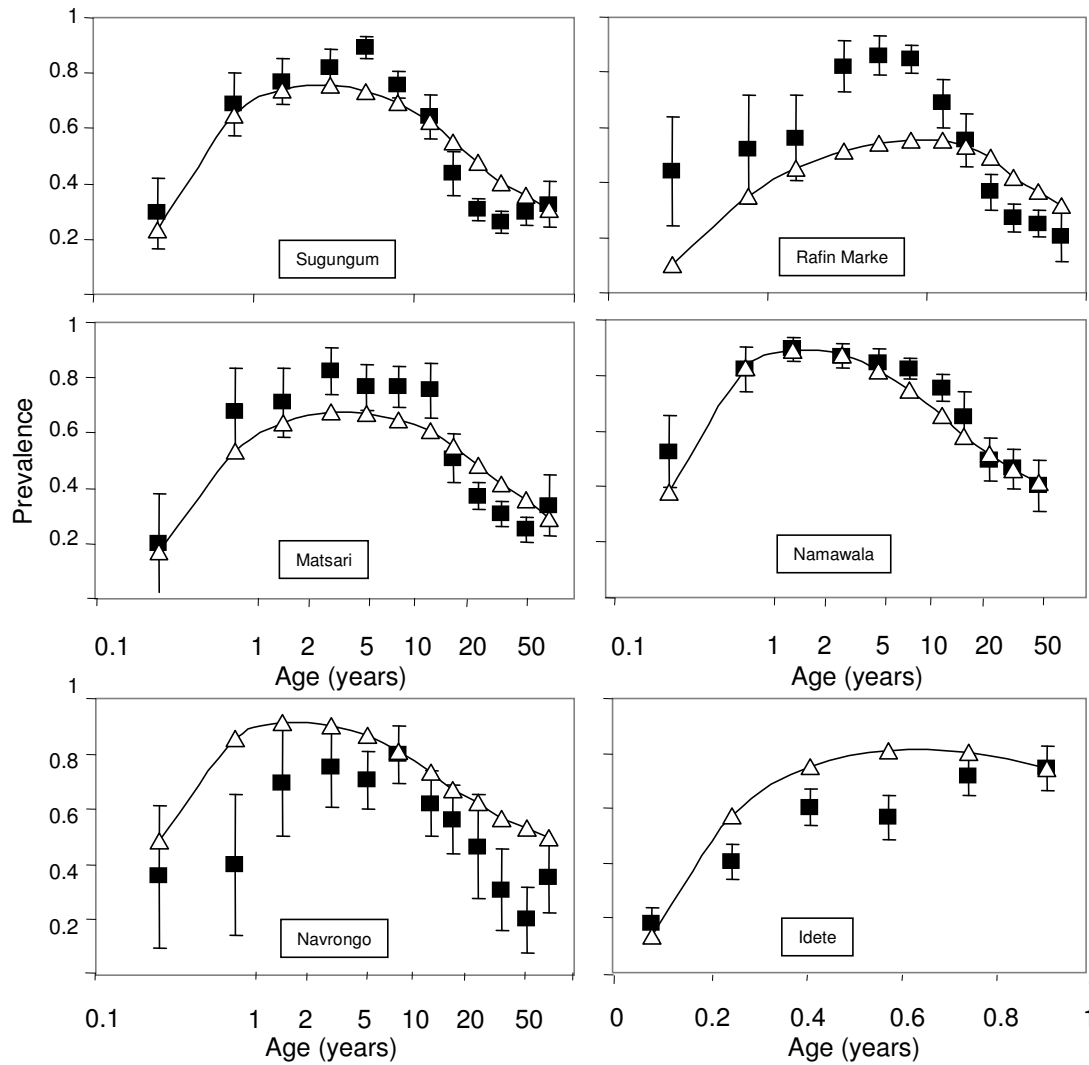 1
0.8
0.6
0.4
0.2
Sugungum
Rafin Marke
Prevalence
1
0.8
0.6
0.4
0.2
Matsari
Namawala
0.1 1 2 5 10 20 50
Age (years)
0.1 1 2 5 10 20 50
Age (years)
1
0.8
0.6
0.4
0.2
Navrongo
Idete
0.1 1 2 5 10 20 50
Age (years)
0 0.2 0.4 0.6 0.8 1
Age (years)